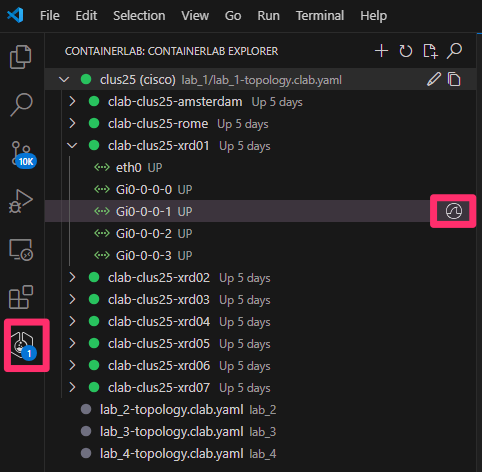 File Edit Selection View Go Run Terminal Help
CONTAINERLAB: CONTAINERLAB EXPLORER
clus25 (cisco) lab_1/lab_1-topology.clab.yaml
clab-clus25-amsterdam Up 5 days
clab-clus25-rome Up 5 days
clab-clus25-xrd01 Up 5 days
10K
eth0 UP
Gi0-0-0-0 UP
Gi0-0-0-1 UP
Gi0-0-0-2 UP
Gi0-0-0-3 UP
clab-clus25-xrd02 Up 5 days
clab-clus25-xrd03 Up 5 days
clab-clus25-xrd04 Up 5 days
clab-clus25-xrd05 Up 5 days
1
clab-clus25-xrd06 Up 5 days
clab-clus25-xrd07 Up 5 days
lab_2-topology.clab.yaml lab_2
lab_3-topology.clab.yaml lab_3
lab_4-topology.clab.yaml lab_4